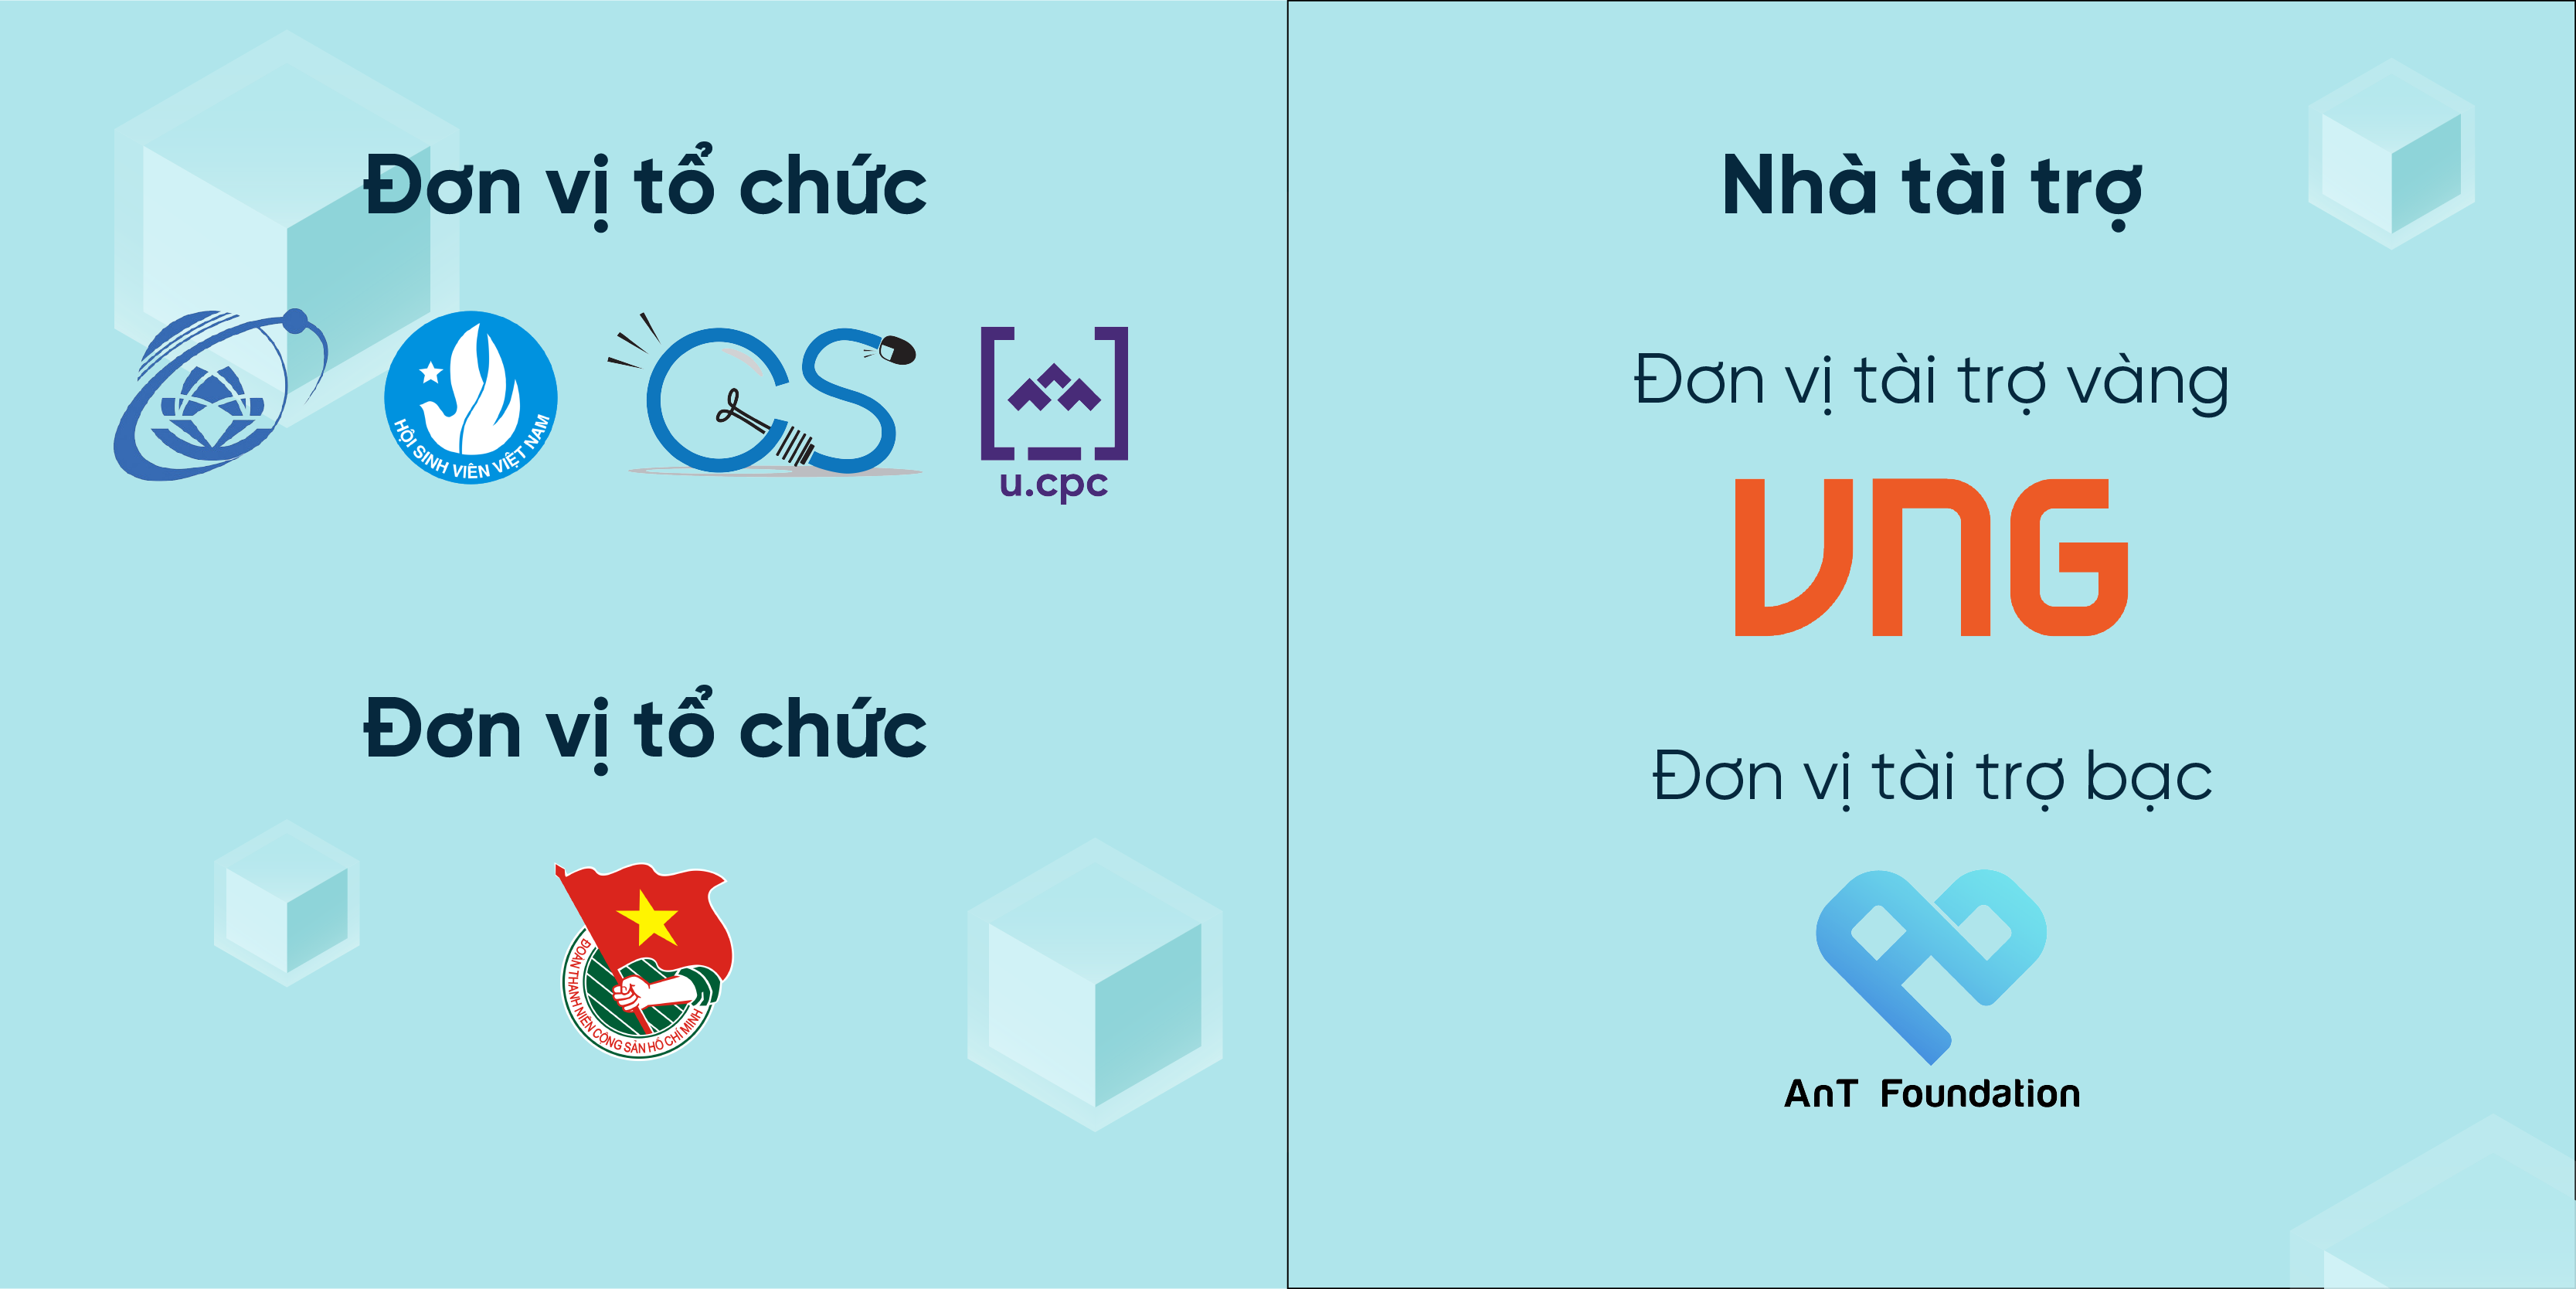 Đơn vị tổ chức
HỘI SINH VIÊN VIỆT NAM
CS
u.cpc
Đơn vị tổ chức
ĐOÀN THANH NIÊN CỘNG SẢN HỒ CHÍ MINH
Nhà tài trợ
Đơn vị tài trợ vàng
VNG
Đơn vị tài trợ bạc
AnT Foundation